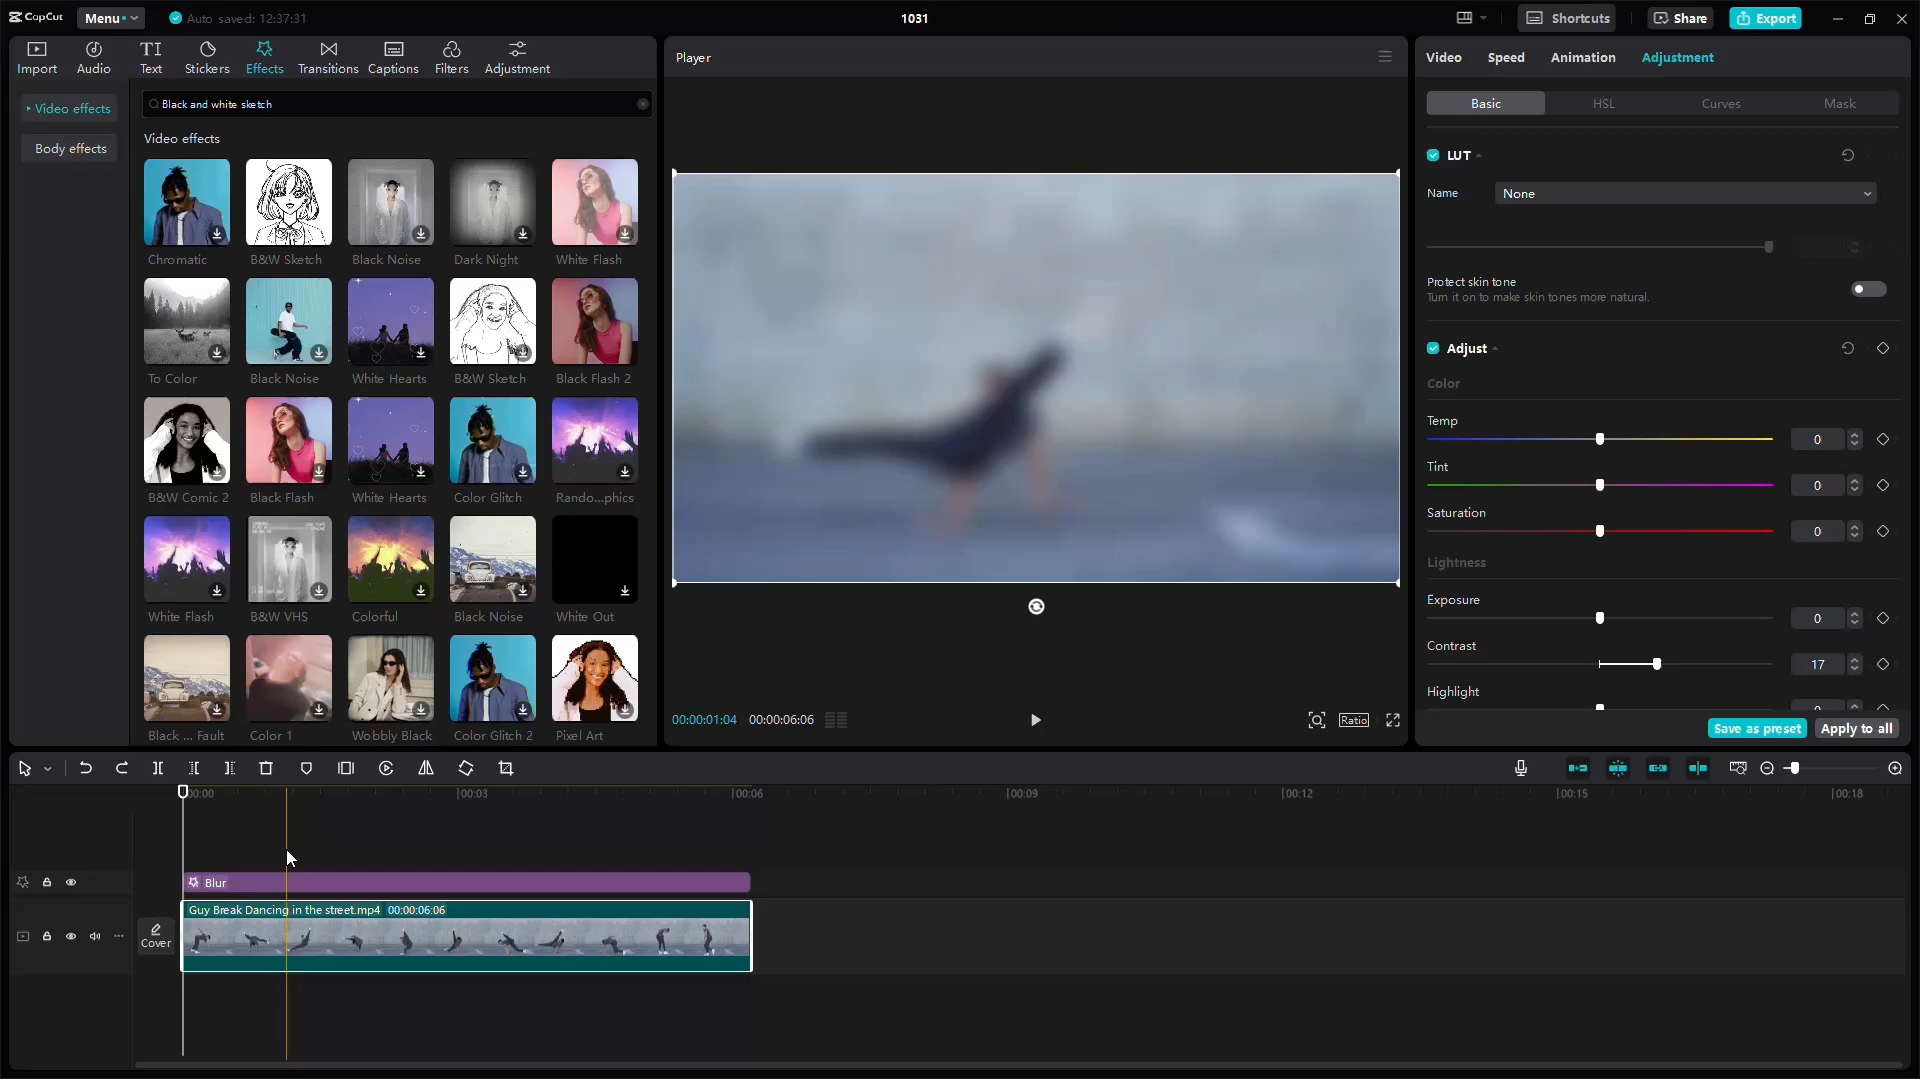 CapCut
Menu
Auto saved: 12:37:31
1031
Shortcuts
Share
Export
Import
Audio
Text
Stickers
Effects
Transitions
Captions
Filters
Adjustment
Video effects
Body effects
Black and white sketch
Video effects
Chromatic
B&W Sketch
Black Noise
Dark Night
White Flash
To Color
Black Noise
White Hearts
B&W Sketch
Black Flash 2
B&W Comic 2
Black Flash
White Hearts
Color Glitch
Rando...phics
White Flash
B&W VHS
Colorful
Black Noise
White Out
Black ... Fault
Color 1
Wobbly Black
Color Glitch 2
Pixel Art
Player
00:00:01:04
00:00:06:06
Ratio
Video
Speed
Animation
Adjustment
Basic
HSL
Curves
Mask
LUT
Name
None
Protect skin tone
Turn it on to make skin tones more natural.
Adjust
Color
Temp
0
Tint
0
Saturation
0
Lightness
Exposure
0
Contrast
17
Highlight
Save as preset
Apply to all
00:00
00:03
00:06
00:09
00:12
00:15
00:18
Blur
Cover
Guy Break Dancing in the street.mp4 00:00:06:06